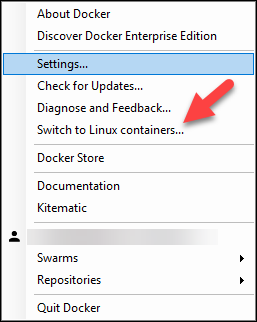 About Docker
Discover Docker Enterprise Edition
Settings...
Check for Updates...
Diagnose and Feedback...
Switch to Linux containers...
Docker Store
Documentation
Kitematic
Swarms
Repositories
Quit Docker